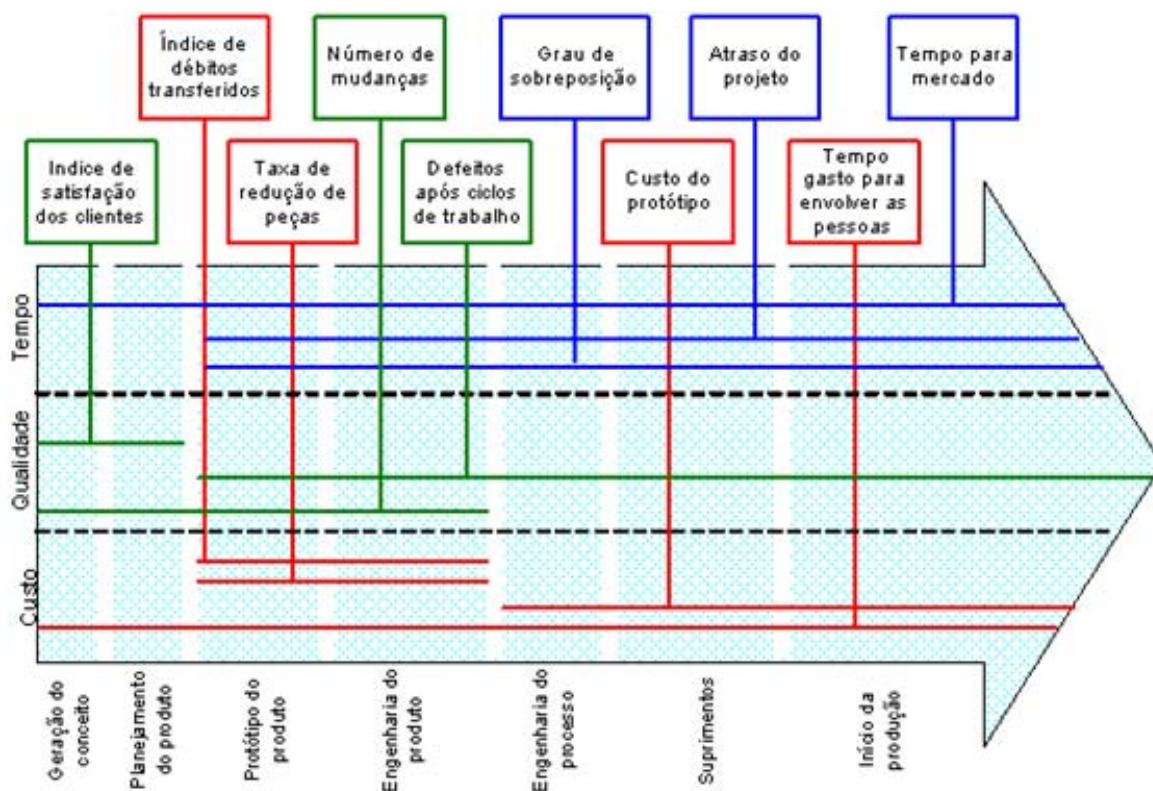 Índice de
débitos
transferidos
Número de
mudanças
Grau de
sobreposição
Atraso do
projeto
Tempo para
mercado
Indice de
satisfação
dos clientes
Taxa de
redução de
peças
Defeitos
após ciclos
de trabalho
Custo do
protótipo
Tempo
gasto para
envolver as
pessoas
Tempo
Qualidade
Custo
Geração do
conceito
Planejamento
do produto
Protótipo do
produto
Engenharia do
produto
Engenharia do
processo
Suprimentos
Início da
produção